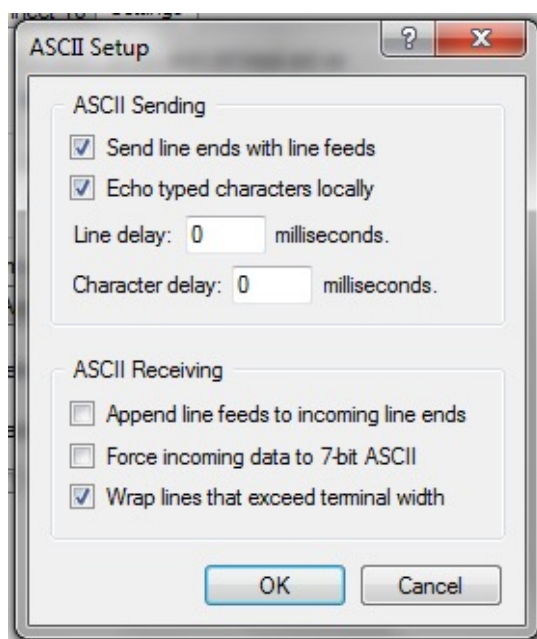 Settings
ASCII Setup
?
X
ASCII Sending
Send line ends with line feeds
Echo typed characters locally
Line delay: 0 milliseconds.
Character delay: 0 milliseconds.
ASCII Receiving
Append line feeds to incoming line ends
Force incoming data to 7-bit ASCII
Wrap lines that exceed terminal width
OK Cancel